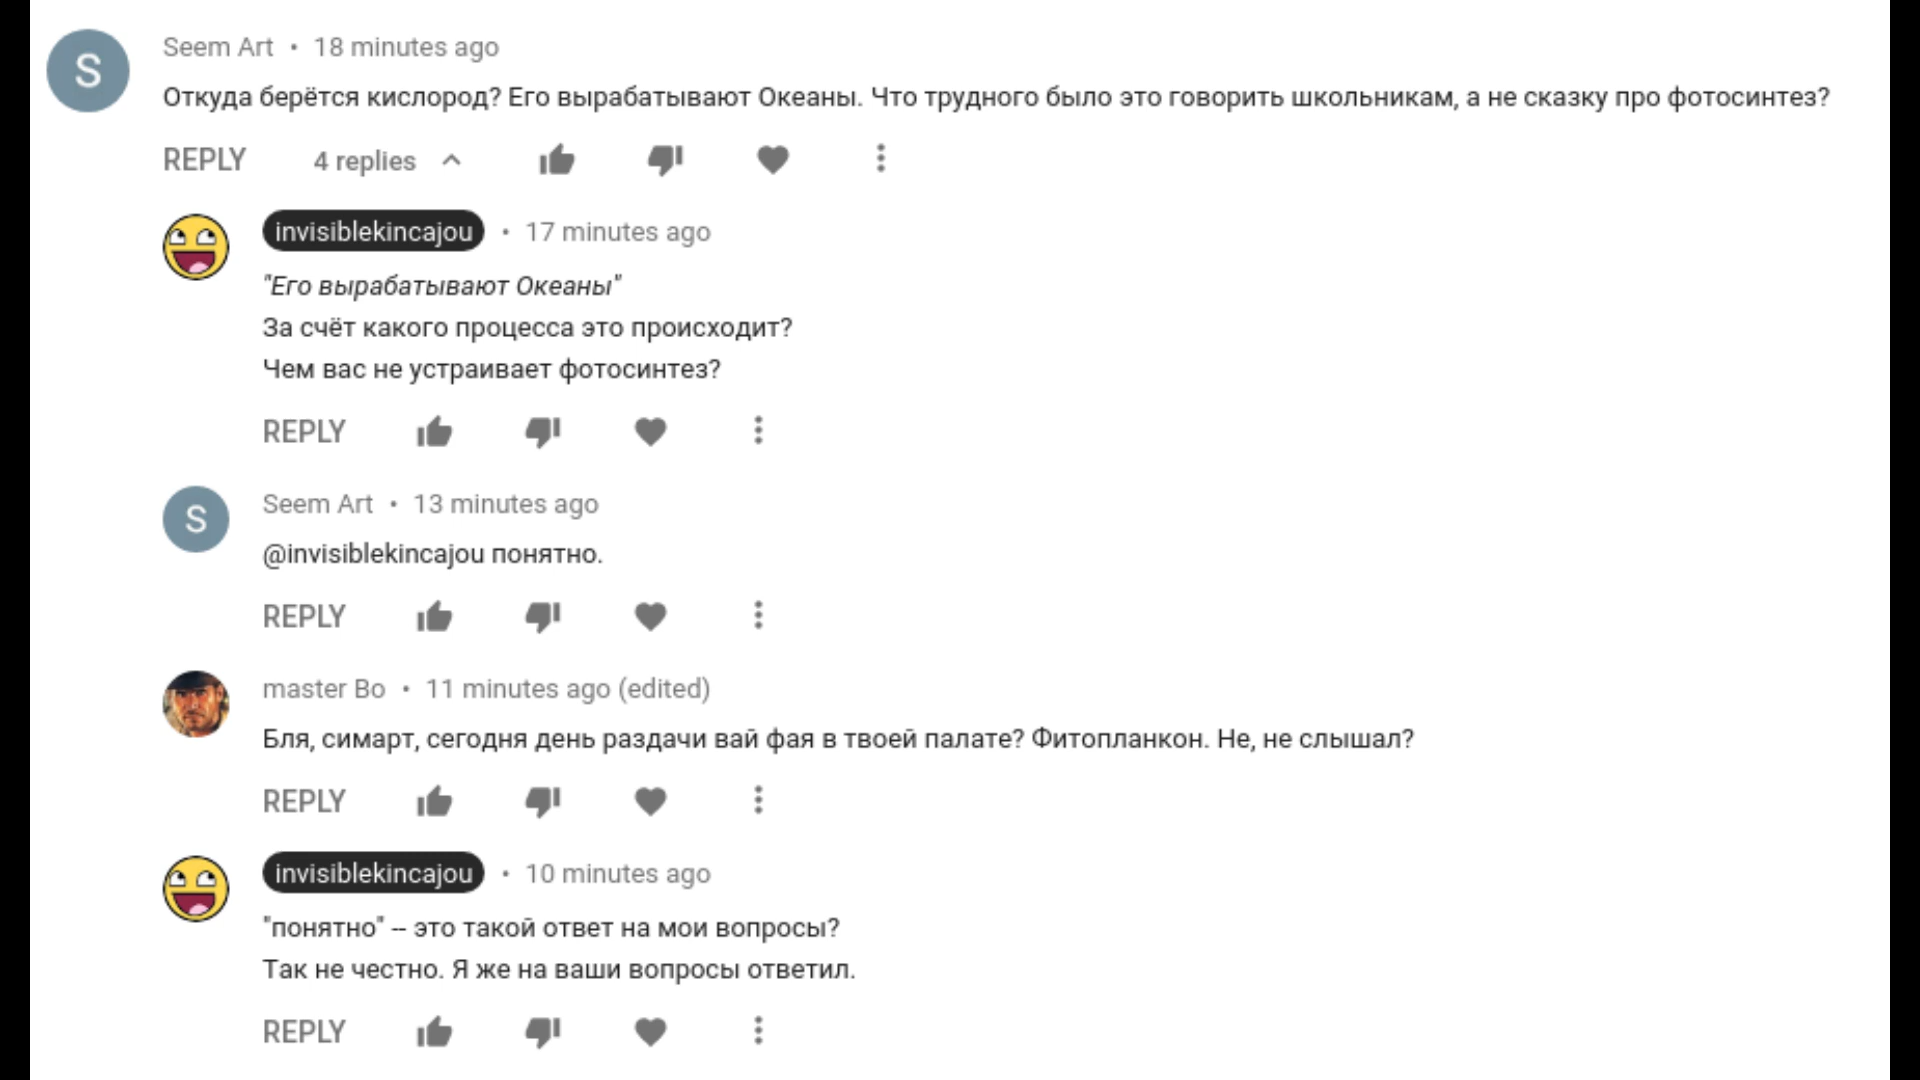 S
Seem Art • 18 minutes ago
Откуда берётся кислород? Его вырабатывают Океаны. Что трудного было это говорить школьникам, а не сказку про фотосинтез?
REPLY 4 replies
invisiblekincajou • 17 minutes ago
"Его вырабатывают Океаны"
За счёт какого процесса это происходит?
Чем вас не устраивает фотосинтез?
REPLY
S
Seem Art • 13 minutes ago
@invisiblekincajou понятно.
REPLY
master Bo • 11 minutes ago (edited)
Бля, симарт, сегодня день раздачи вай фая в твоей палате? Фитопланкон. Не, не слышал?
REPLY
invisiblekincajou • 10 minutes ago
"понятно" -- это такой ответ на мои вопросы?
Так не честно. Я же на ваши вопросы ответил.
REPLY